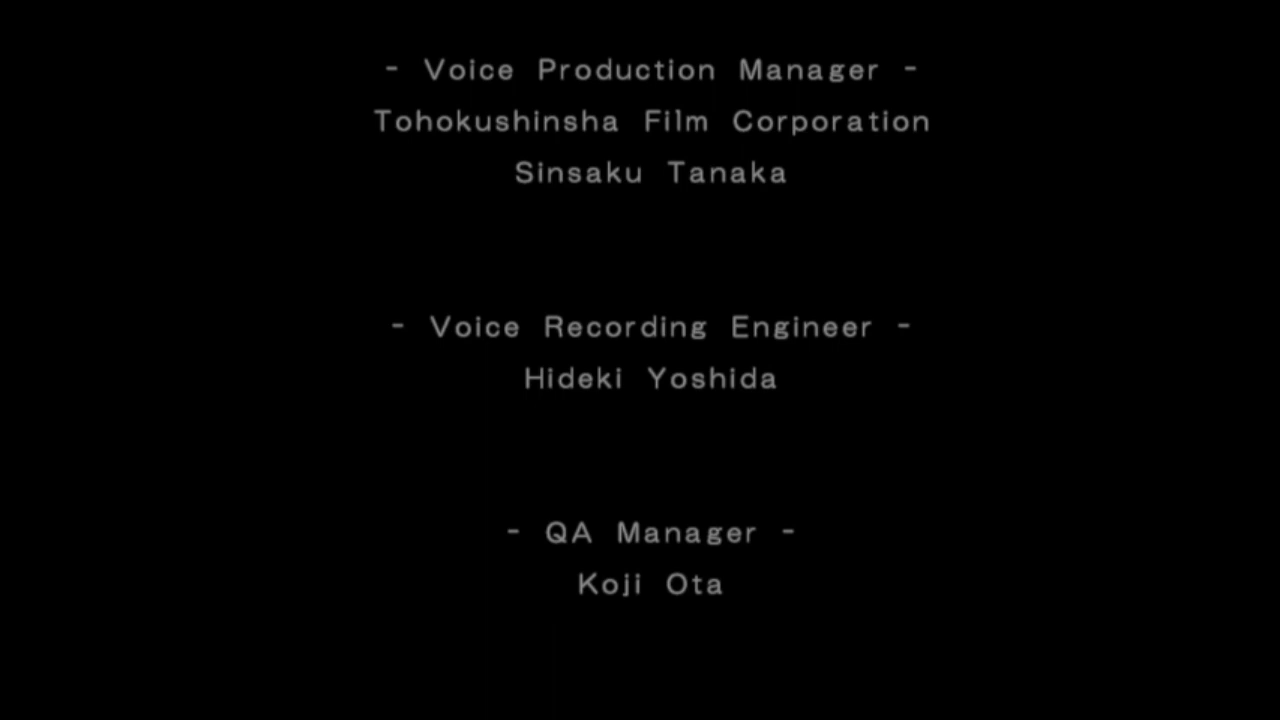 - Voice Production Manager -
Tohokushinsha Film Corporation
Sinsaku Tanaka
- Voice Recording Engineer -
Hideki Yoshida
- QA Manager -
Koji Ota